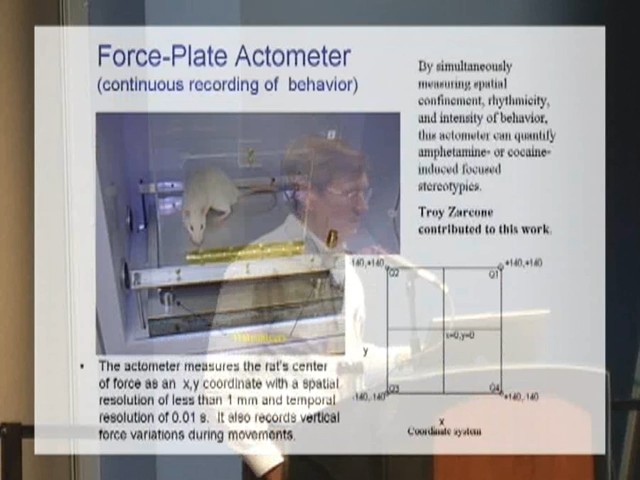 Force-Plate Actometer
(continuous recording of behavior)
By simultaneously
measuring spatial
confinement, rhythmicity,
and intensity of behavior,
this actometer can quantify
amphetamine- or cocaine-
induced focused
stereotypies.
Troy Zarcone
contributed to this work.
140,+140
+140,+140
Q2
Q1
x=0,y=0
y
Q3
Q4
-140,-140
+140,-140
x
Coordinate system
• The actometer measures the rat's center
of force as an x,y coordinate with a spatial
resolution of less than 1 mm and temporal
resolution of 0.01 s. It also records vertical
force variations during movements.